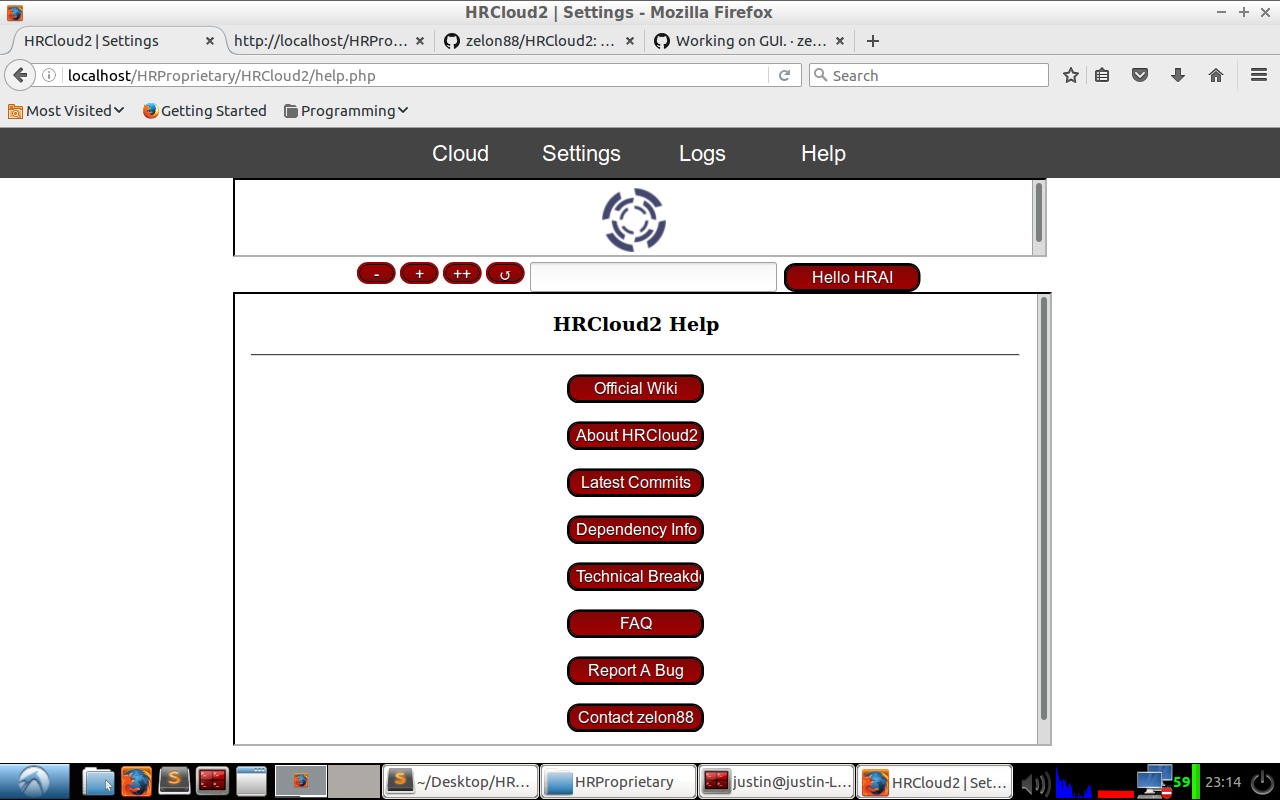 HRCloud2 | Settings - Mozilla Firefox
HRCloud2 | Settings
http://localhost/HRPro...
zelon88/HRCloud2: ...
Working on GUI. · ze...
localhost/HRProprietary/HRCloud2/help.php
Search
Most Visited
Getting Started
Programming
Cloud Settings Logs Help
- + ++ ↺ Hello HRAI
HRCloud2 Help
Official Wiki
About HRCloud2
Latest Commits
Dependency Info
Technical Breakd
FAQ
Report A Bug
Contact zelon88
~/Desktop/HR...
HRProprietary
justin@justin-L...
HRCloud2 | Set...
59
23:14